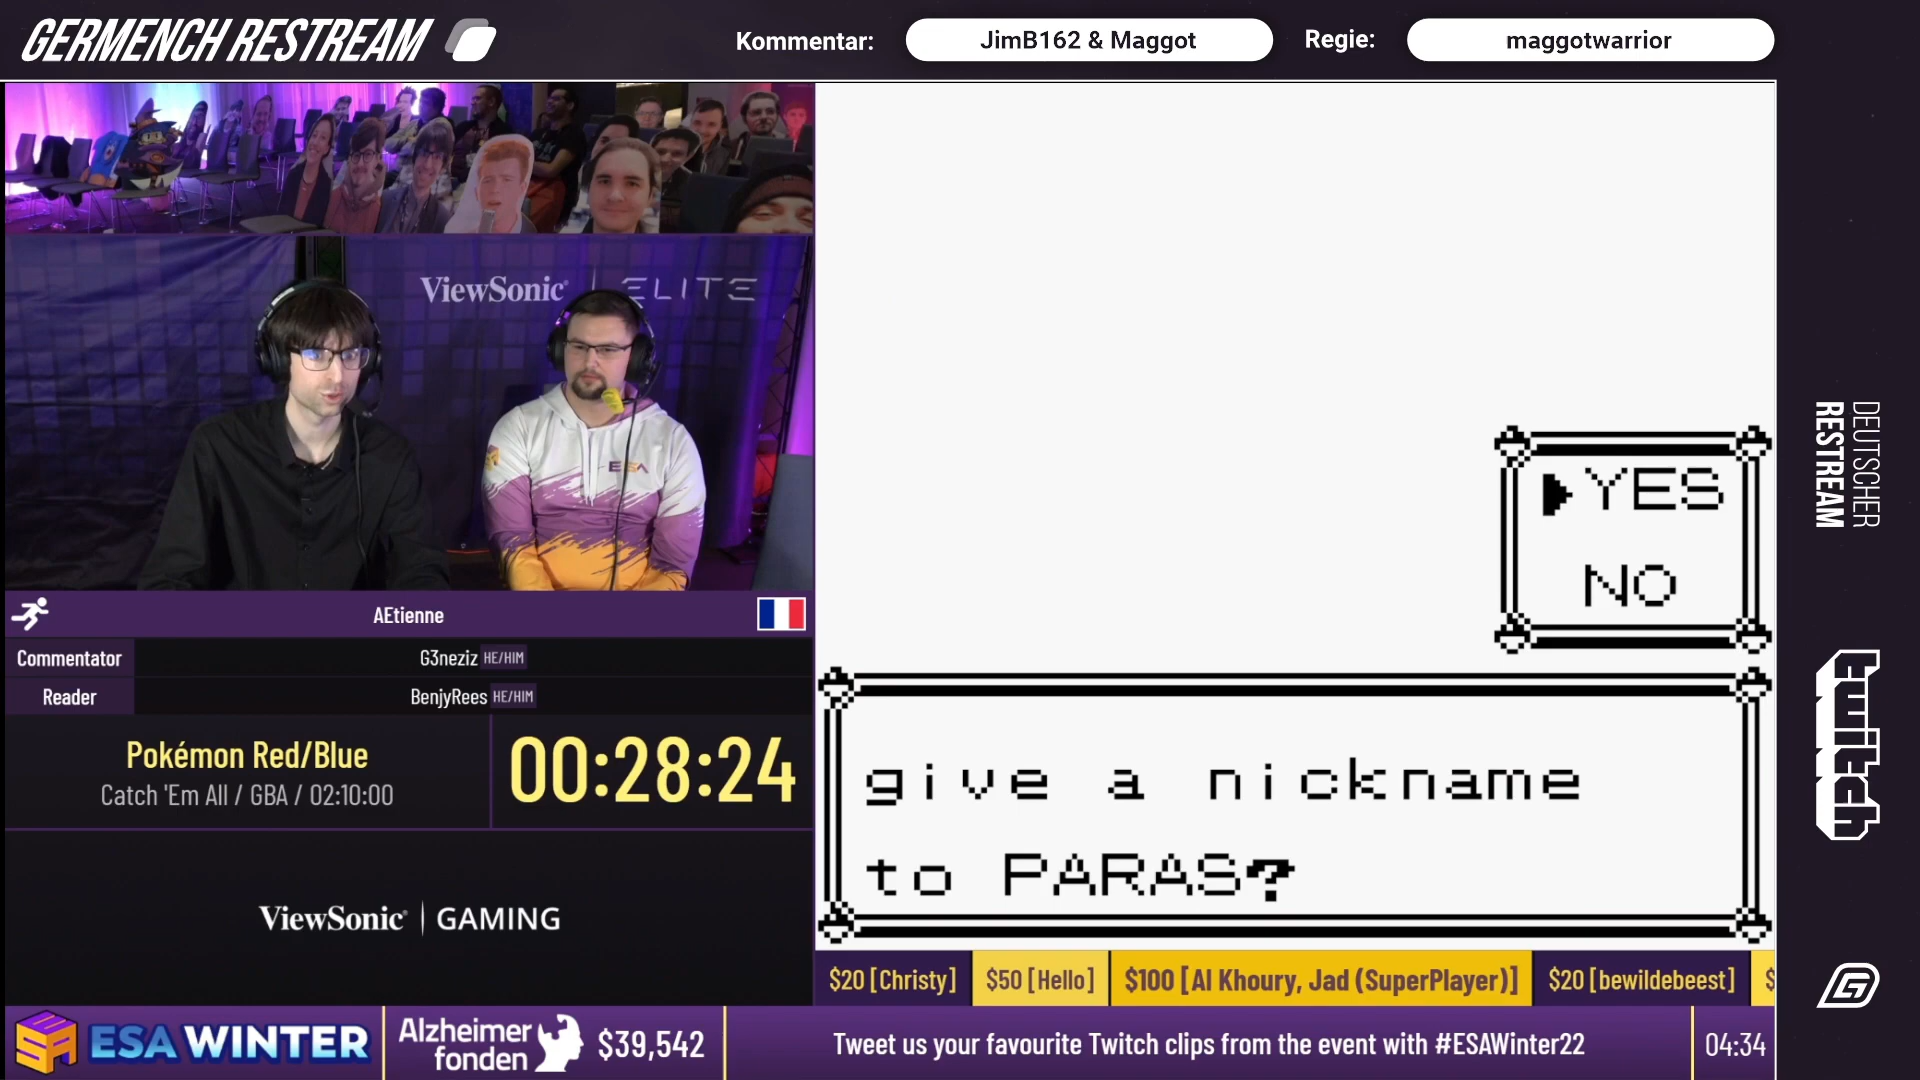 GERMENCH RESTREAM
Kommentar:
JimB162 & Maggot
Regie:
maggotwarrior
ViewSonic | ELITE
ESA
AEtienne
Commentator
G3neziz HE/HIM
Reader
BenjyRees HE/HIM
Pokémon Red/Blue
Catch 'Em All / GBA / 02:10:00
00:28:24
ViewSonic | GAMING
YES
NO
give a nickname
to PARAS?
$20 [Christy]
$50 [Hello]
$100 [Al Khoury, Jad (SuperPlayer)]
$20 [bewildebeest]
$
ESA WINTER
Alzheimer
fonden
$39,542
Tweet us your favourite Twitch clips from the event with #ESAWinter22
04:34
DEUTSCHER
RESTREAM
twitch